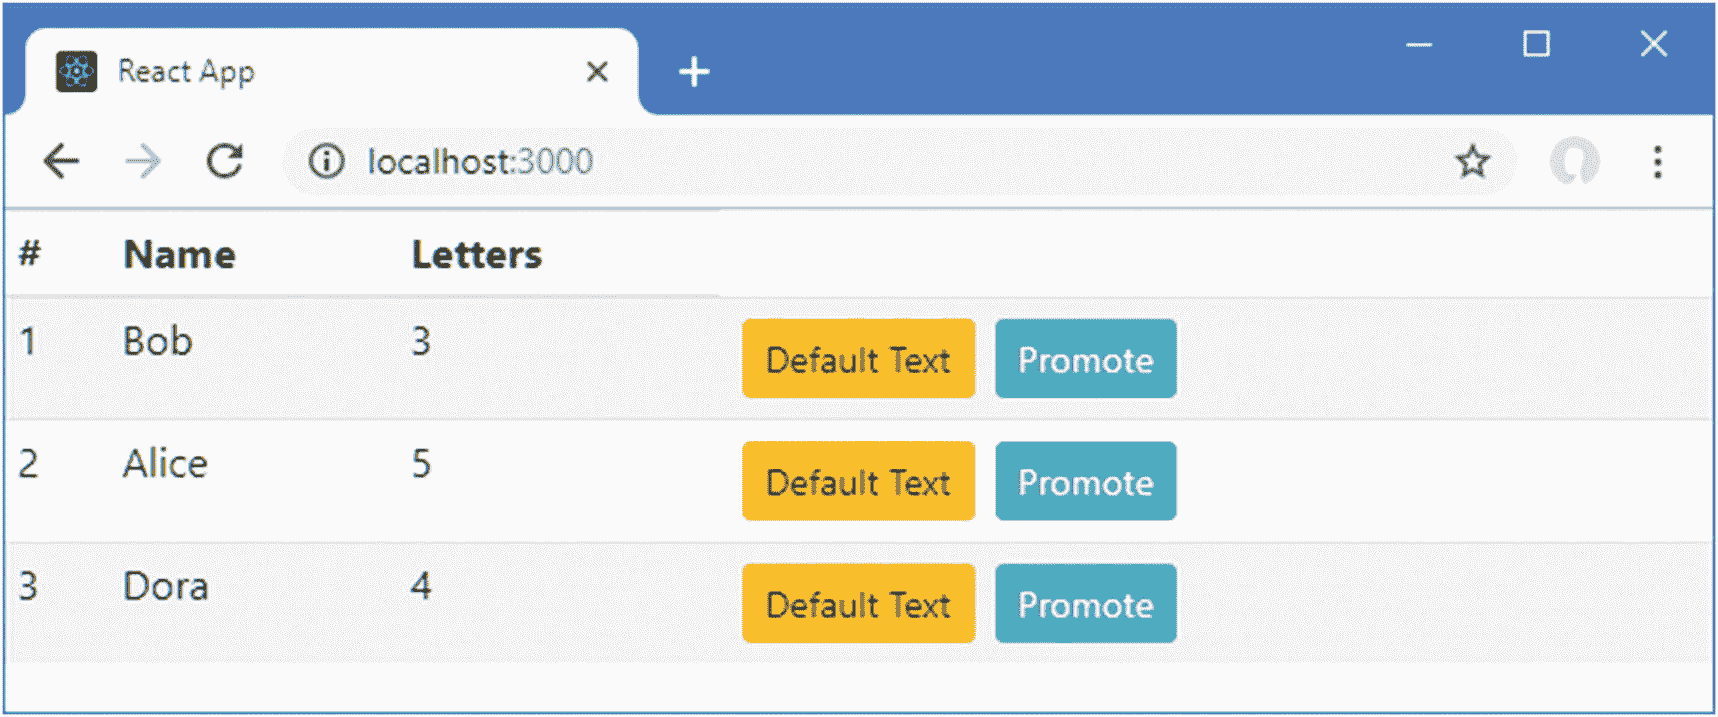 React App
localhost:3000
# Name Letters
1 Bob 3 Default Text Promote
2 Alice 5 Default Text Promote
3 Dora 4 Default Text Promote